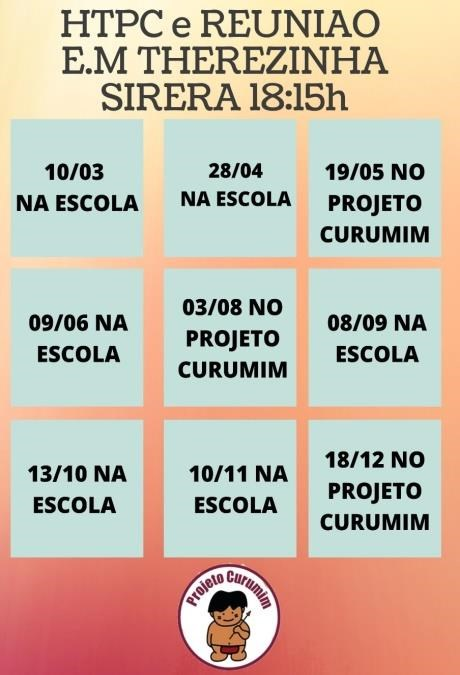 HTPC e REUNIAO
E.M THEREZINHA
SIRERA 18:15h
10/03
NA ESCOLA
28/04
NA ESCOLA
19/05 NO
PROJETO
CURUMIM
09/06 NA
ESCOLA
03/08 NO
PROJETO
CURUMIM
08/09 NA
ESCOLA
13/10 NA
ESCOLA
10/11 NA
ESCOLA
18/12 NO
PROJETO
CURUMIM
Projeto Curumim